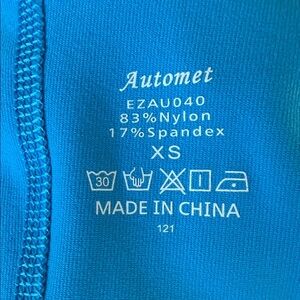 Automet
EZAU040
83%Nylon
17%Spandex
XS
30
MADE IN CHINA
121